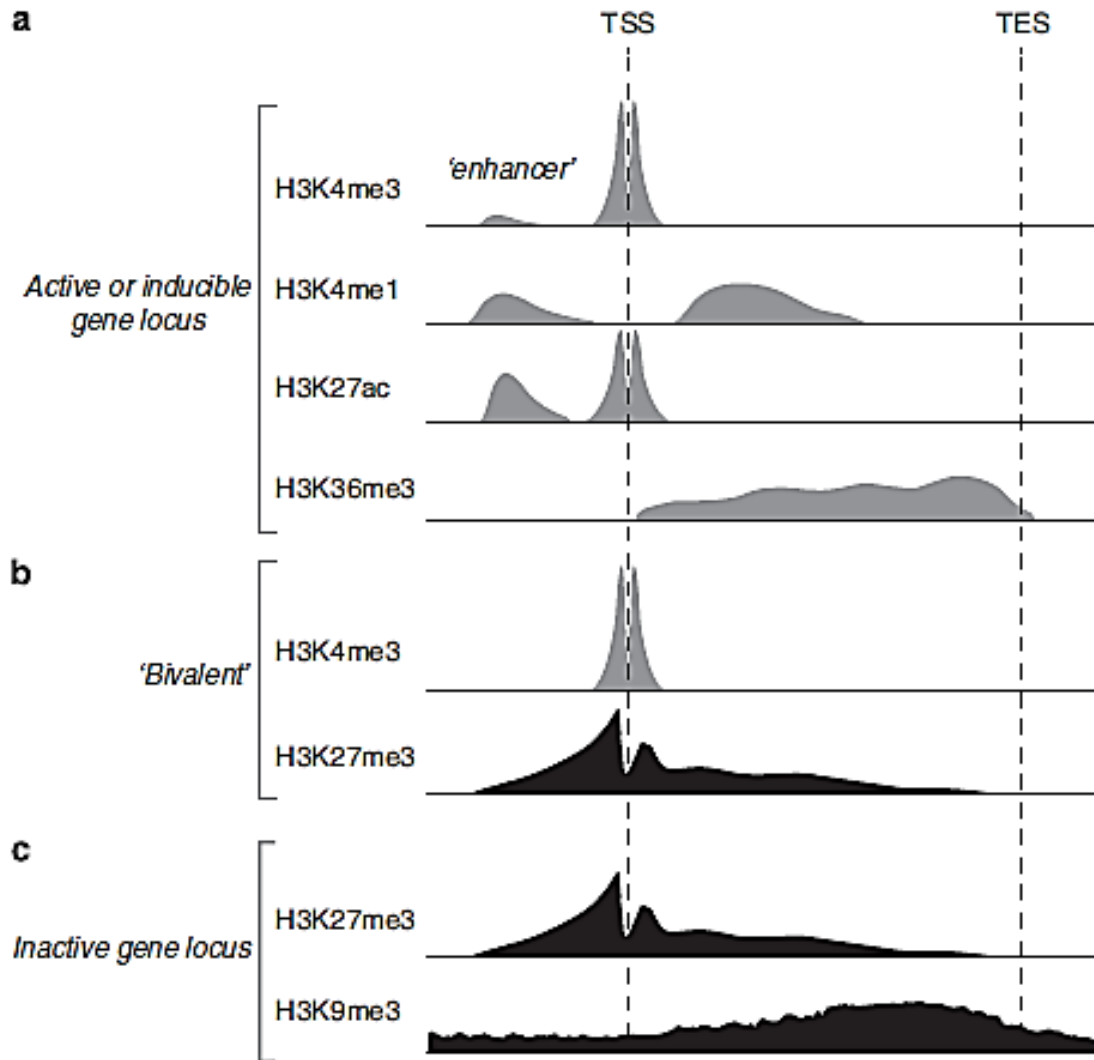 a
TSS
TES
'enhancer'
H3K4me3
H3K4me1
H3K27ac
H3K36me3
Active or inducible
gene locus
b
H3K4me3
H3K27me3
'Bivalent'
c
H3K27me3
H3K9me3
Inactive gene locus